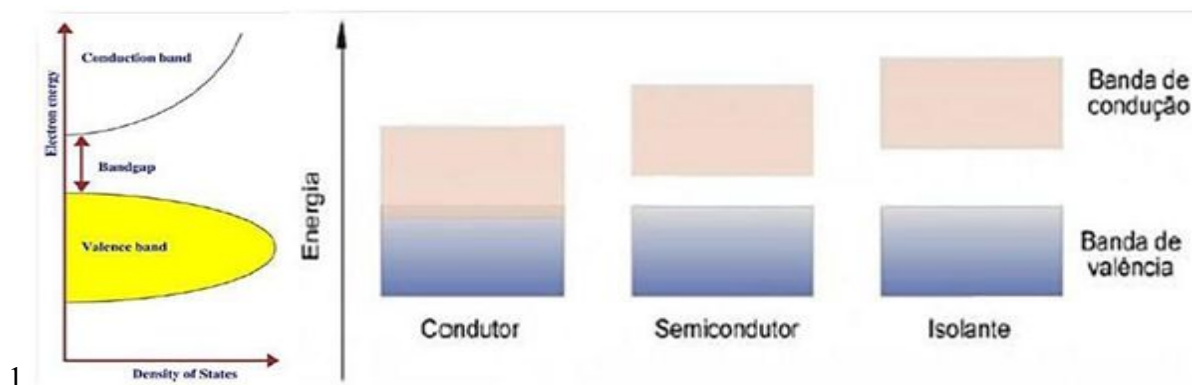 Conduction band
Electron energy
Bandgap
Valence band
Density of States
Energia
Banda de
condução
Banda de
valência
Condutor
Semicondutor
Isolante
1